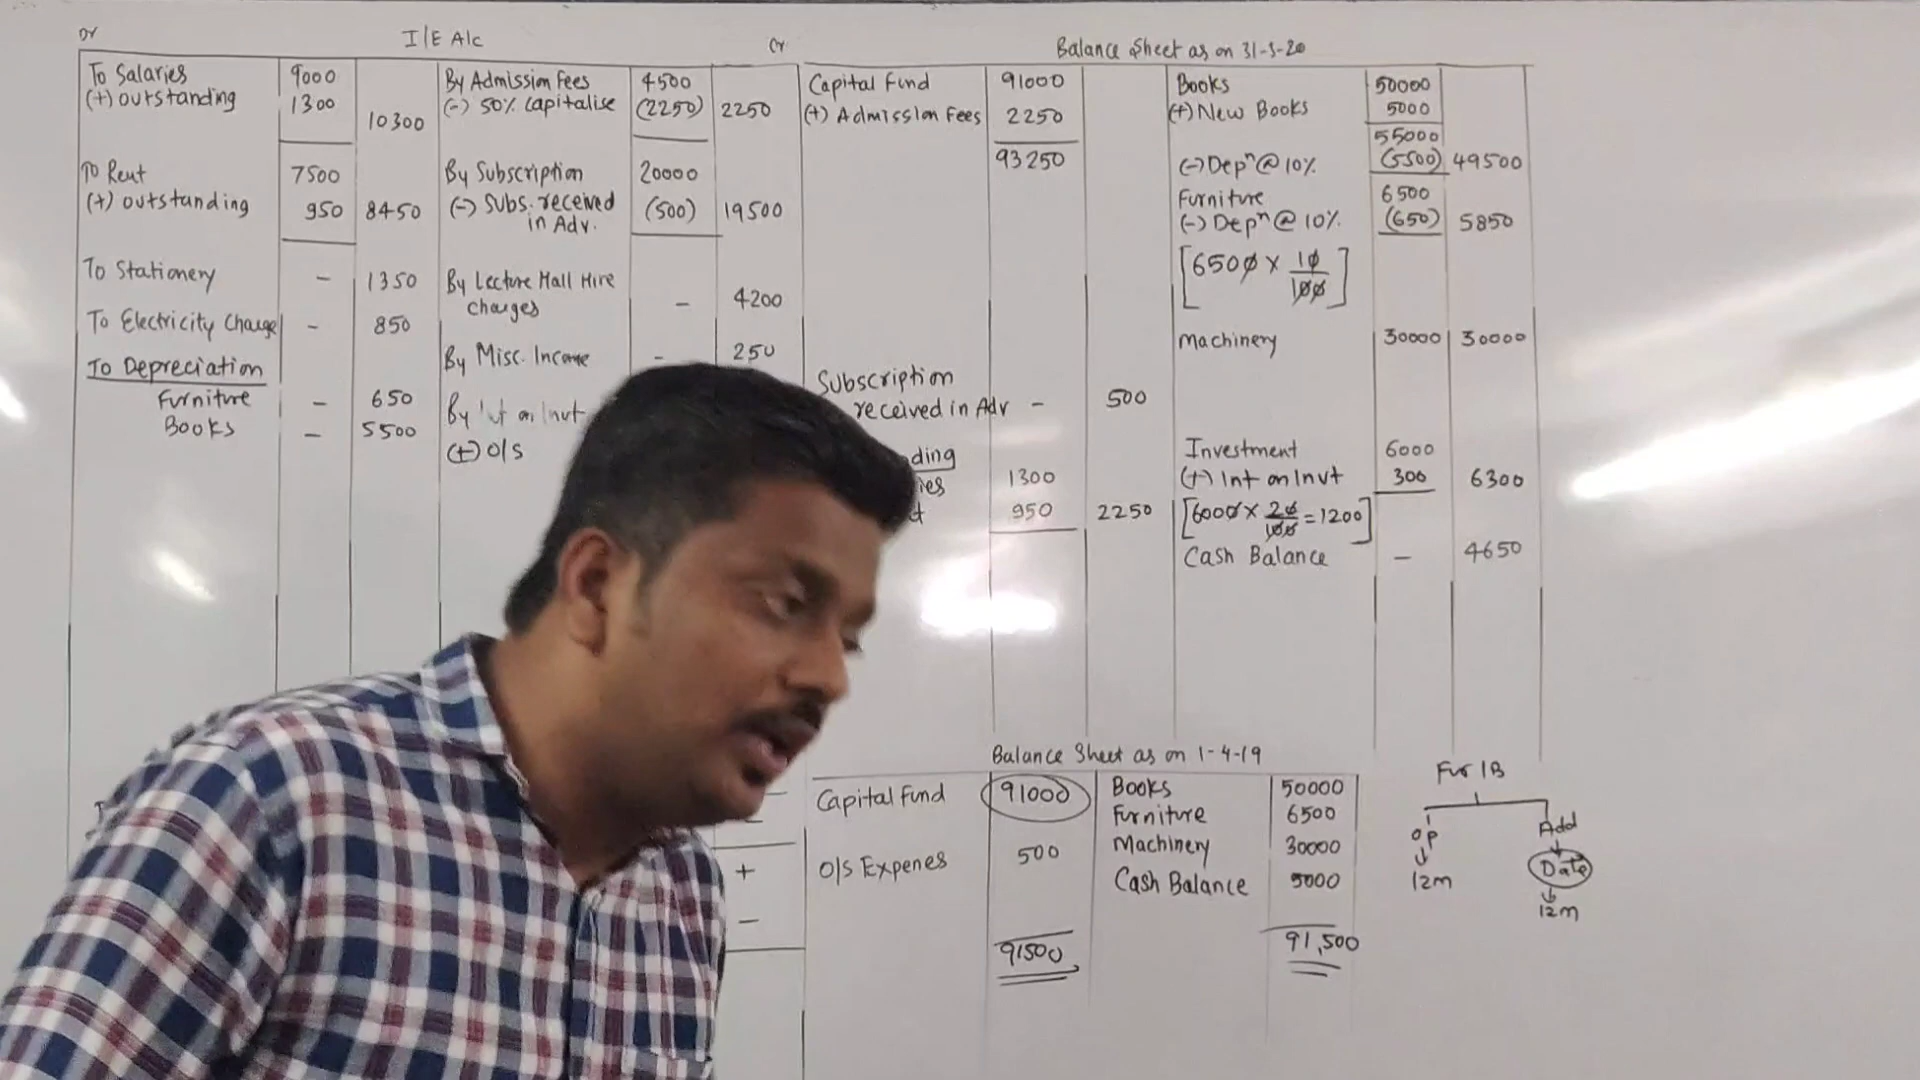 Dr I/E A/c Cr
To Salaries 9000 By Admission Fees 4500
(+) outstanding 1300 10300 (-) 50% Capitalise (2250) 2250
To Rent 7500 By Subscription 20000
(+) outstanding 950 8450 (-) Subs. received in Adv. (500) 19500
To Stationery - 1350 By Lecture Hall Hire charges - 4200
To Electricity Charge - 850 By Misc. Income - 250
To Depreciation
Furniture - 650 By Int on Invt
Books - 5500 (+) O/S
Balance Sheet as on 31-3-20
Capital Fund 91000 Books 50000
(+) Admission Fees 2250 (+) New Books 5000
93250 55000
(-) Depn @ 10% (5500) 49500
Furniture 6500
(-) Depn @ 10% (650) 5850
[6500 x 10/100]
Machinery 30000 30000
Subscription
received in Adv - 500
Investment 6000
1300 (+) Int on Invt 300 6300
950 2250 [6000 x 20/100 = 1200]
Cash Balance - 4650
Balance Sheet as on 1-4-19
Capital Fund 91000 Books 50000
Furniture 6500
O/S Expenes 500 Machinery 30000
Cash Balance 5000
91500 91,500
Fur 1B
Op Add
12m Date
12m
+
-